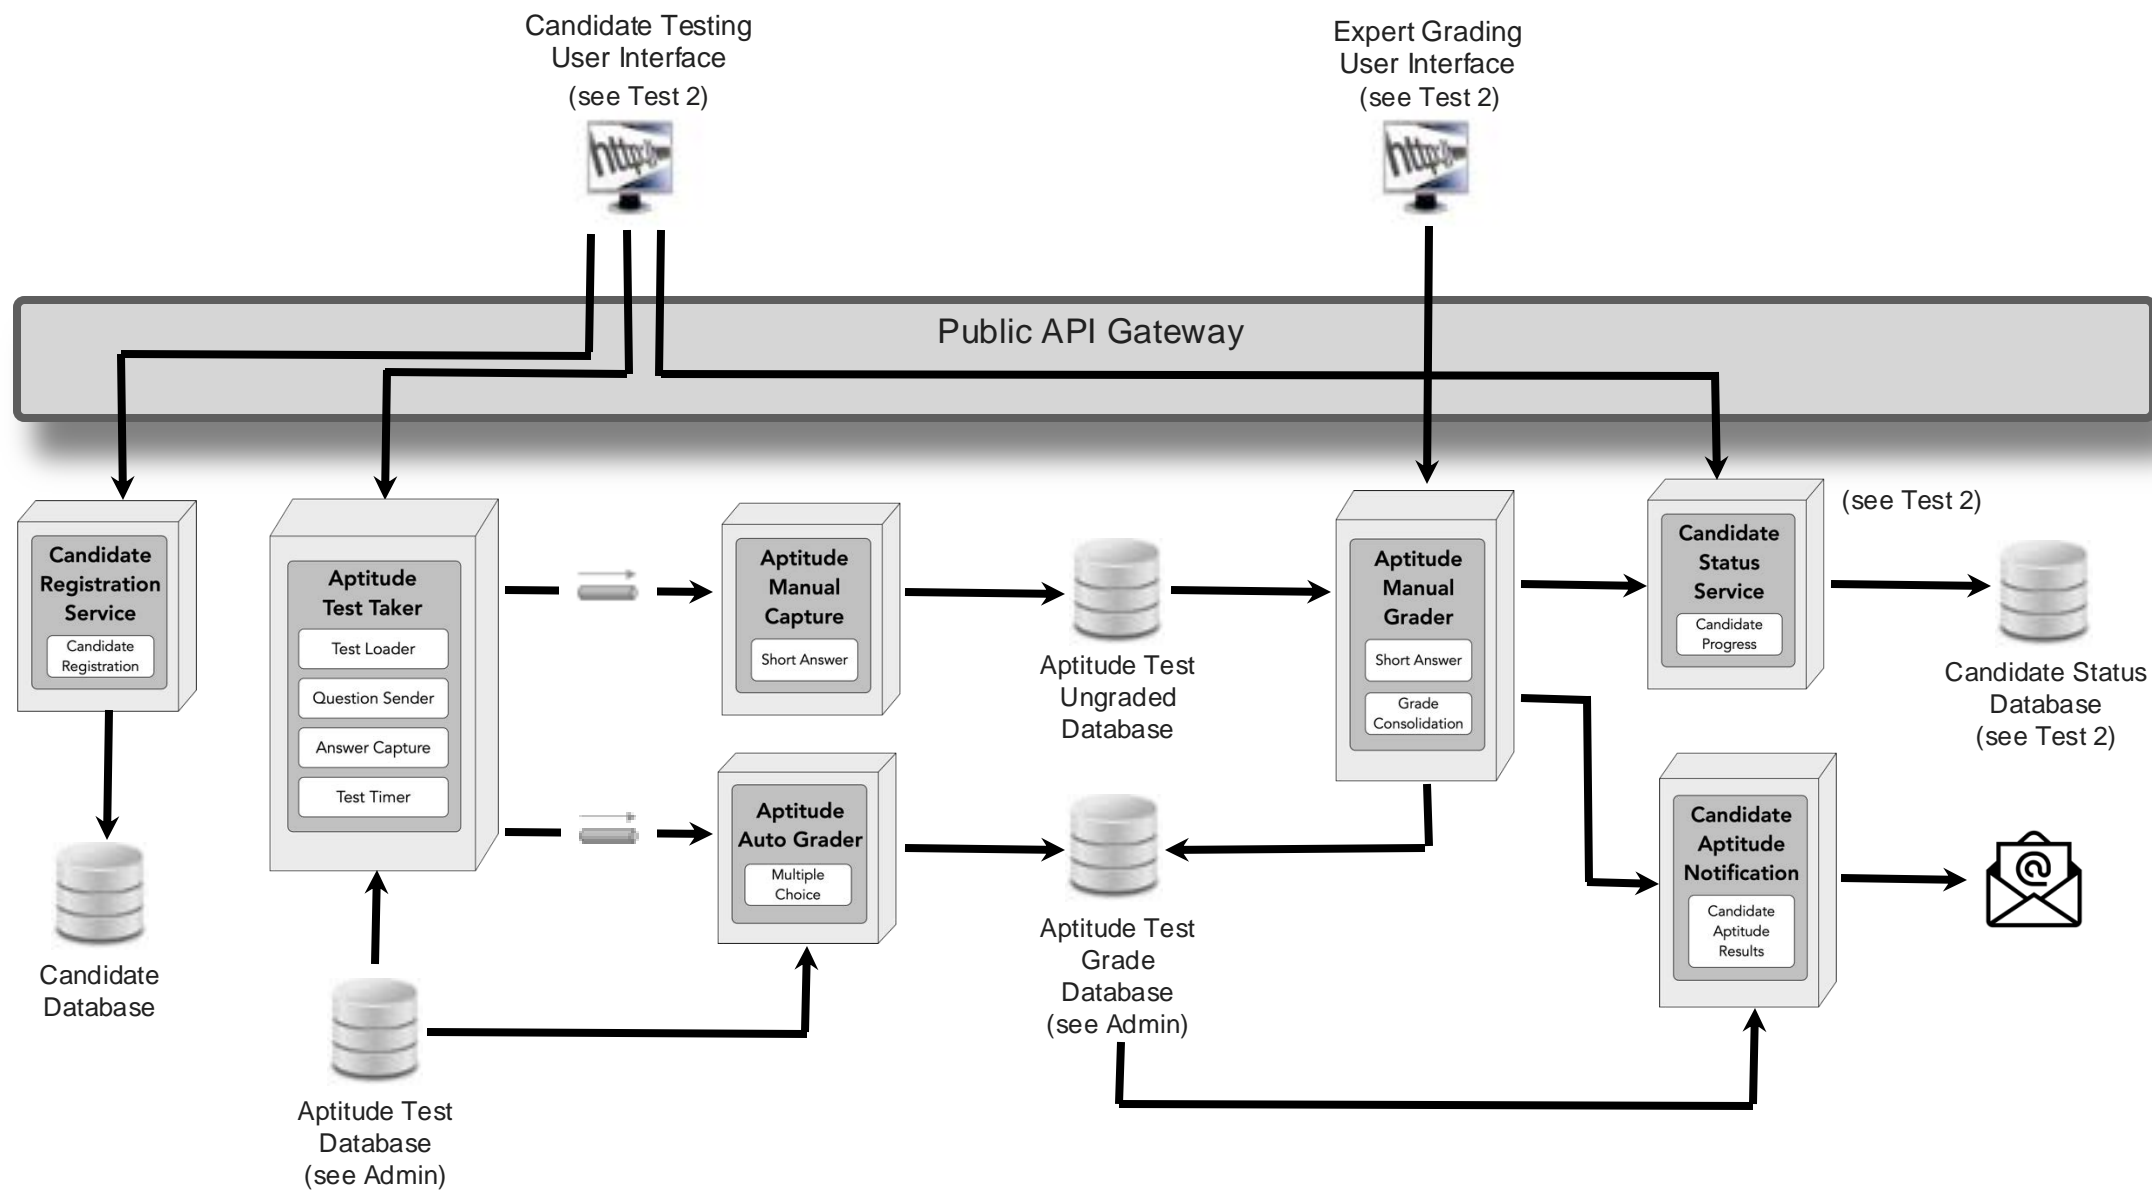 Candidate Testing
User Interface
(see Test 2)
http://
Expert Grading
User Interface
(see Test 2)
http://
Public API Gateway
Candidate
Registration
Service
Candidate
Registration
Aptitude
Test Taker
Test Loader
Question Sender
Answer Capture
Test Timer
Aptitude
Manual
Capture
Short Answer
Aptitude Test
Ungraded
Database
Aptitude
Manual
Grader
Short Answer
Grade
Consolidation
Candidate
Status
Service
Candidate
Progress
(see Test 2)
Candidate Status
Database
(see Test 2)
Candidate
Database
Aptitude Test
Database
(see Admin)
Aptitude
Auto Grader
Multiple
Choice
Aptitude Test
Grade
Database
(see Admin)
Candidate
Aptitude
Notification
Candidate
Aptitude
Results
@